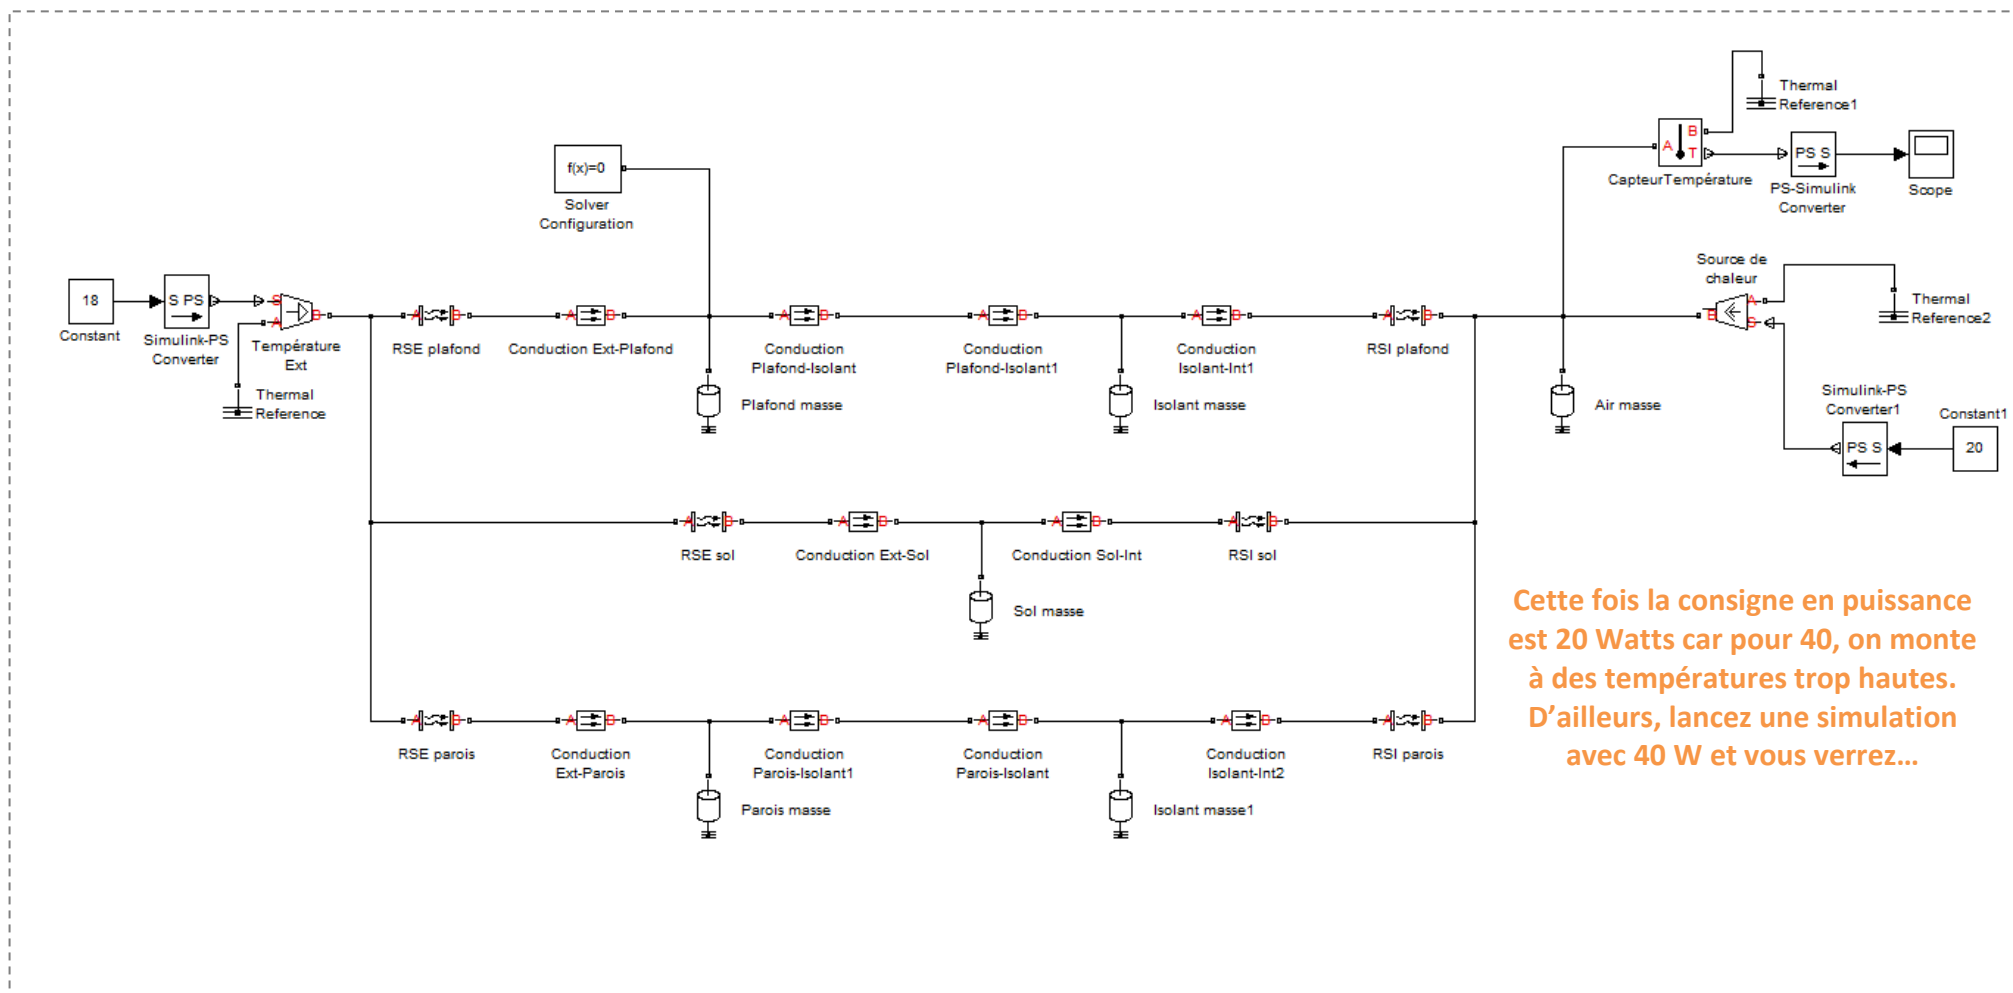 Thermal
Reference1
B
A
T
PS S
CapteurTempérature
PS-Simulink
Converter
Scope
f(x)=0
Solver
Configuration
Source de
chaleur
18
S PS
S
A
B
Constant
Simulink-PS
Converter
Température
Ext
Thermal
Reference
A B
RSE plafond
A B
Conduction Ext-Plafond
A B
Conduction
Plafond-Isolant
A B
Conduction
Plafond-Isolant1
A B
Conduction
Isolant-Int1
A B
RSI plafond
A
B
S
Thermal
Reference2
Plafond masse
Isolant masse
Air masse
Simulink-PS
Converter1
Constant1
PS S
20
A B
RSE sol
A B
Conduction Ext-Sol
A B
Conduction Sol-Int
A B
RSI sol
Sol masse
Cette fois la consigne en puissance
est 20 Watts car pour 40, on monte
à des températures trop hautes.
D'ailleurs, lancez une simulation
avec 40 W et vous verrez…
A B
RSE parois
A B
Conduction
Ext-Parois
A B
Conduction
Parois-Isolant1
A B
Conduction
Parois-Isolant
A B
Conduction
Isolant-Int2
A B
RSI parois
Parois masse
Isolant masse1